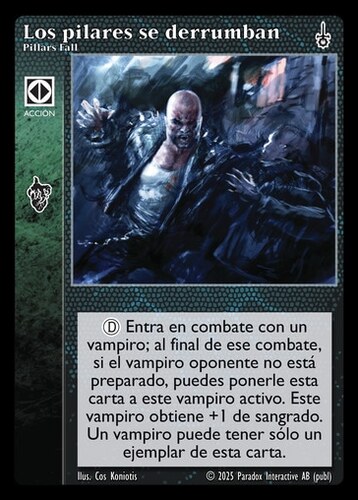 Los pilares se derrumban
Pillars Fall
ACCIÓN
D Entra en combate con un
vampiro; al final de ese combate,
si el vampiro oponente no está
preparado, puedes ponerle esta
carta a este vampiro activo. Este
vampiro obtiene +1 de sangrado.
Un vampiro puede tener sólo un
ejemplar de esta carta.
Ilus. Cos Koniotis © 2025 Paradox Interactive AB (publ)